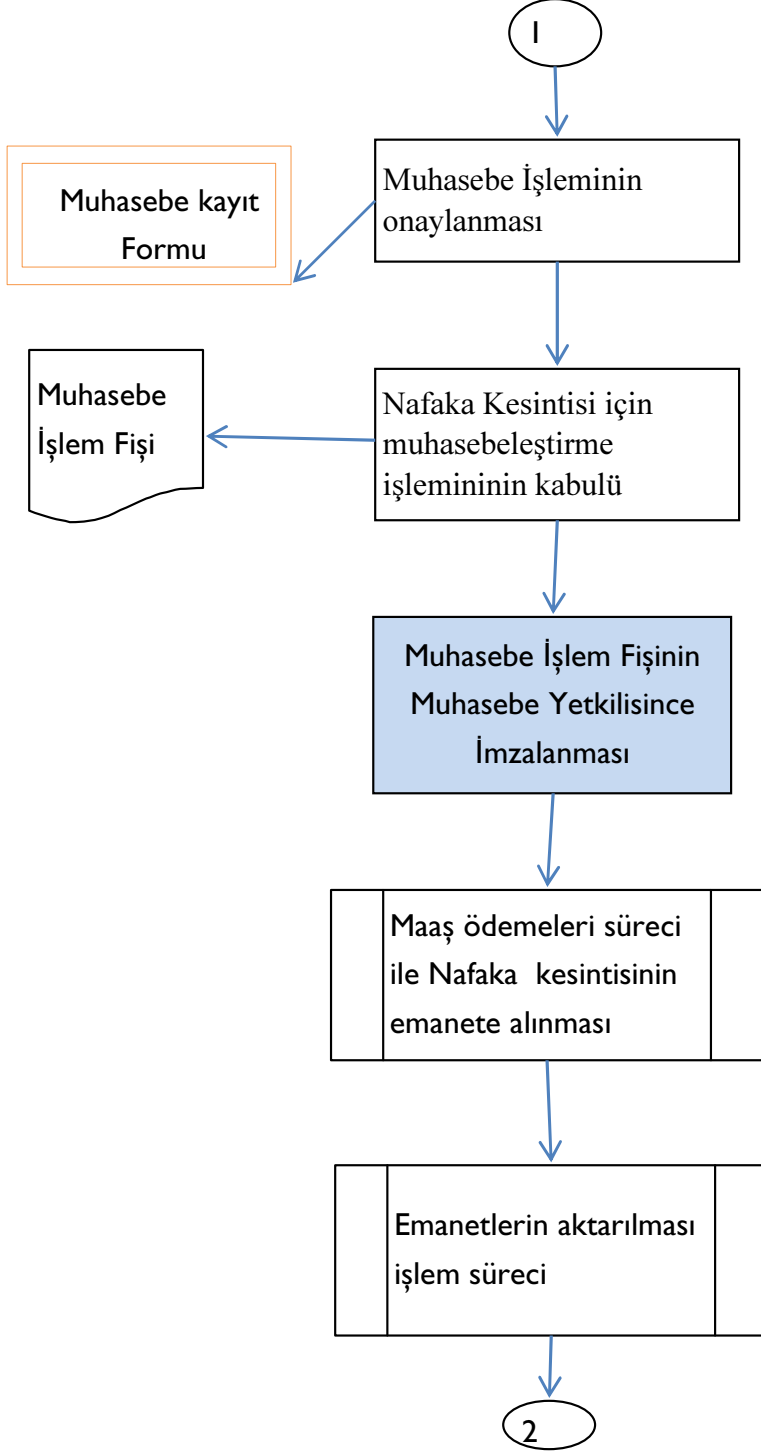 1
Muhasebe İşleminin
onaylanması
Muhasebe kayıt
Formu
Nafaka Kesintisi için
muhasebeleştirme
işlemininin kabulü
Muhasebe
İşlem Fişi
Muhasebe İşlem Fişinin
Muhasebe Yetkilisince
İmzalanması
Maaş ödemeleri süreci
ile Nafaka kesintisinin
emanete alınması
Emanetlerin aktarılması
işlem süreci
2